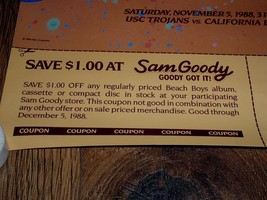 SATURDAY, NOVEMBER 5, 1988, 3:1
USC TROJANS vs. CALIFORNIA
SAVE $1.00 AT Sam Goody
GOODY GOT IT!
SAVE $1.00 OFF any regularly priced Beach Boys album,
cassette or compact disc in stock at your participating
Sam Goody store. This coupon not good in combination with
any other offer or on sale priced merchandise. Good through
December 5, 1988.
COUPON COUPON COUPON COUPON COUPON